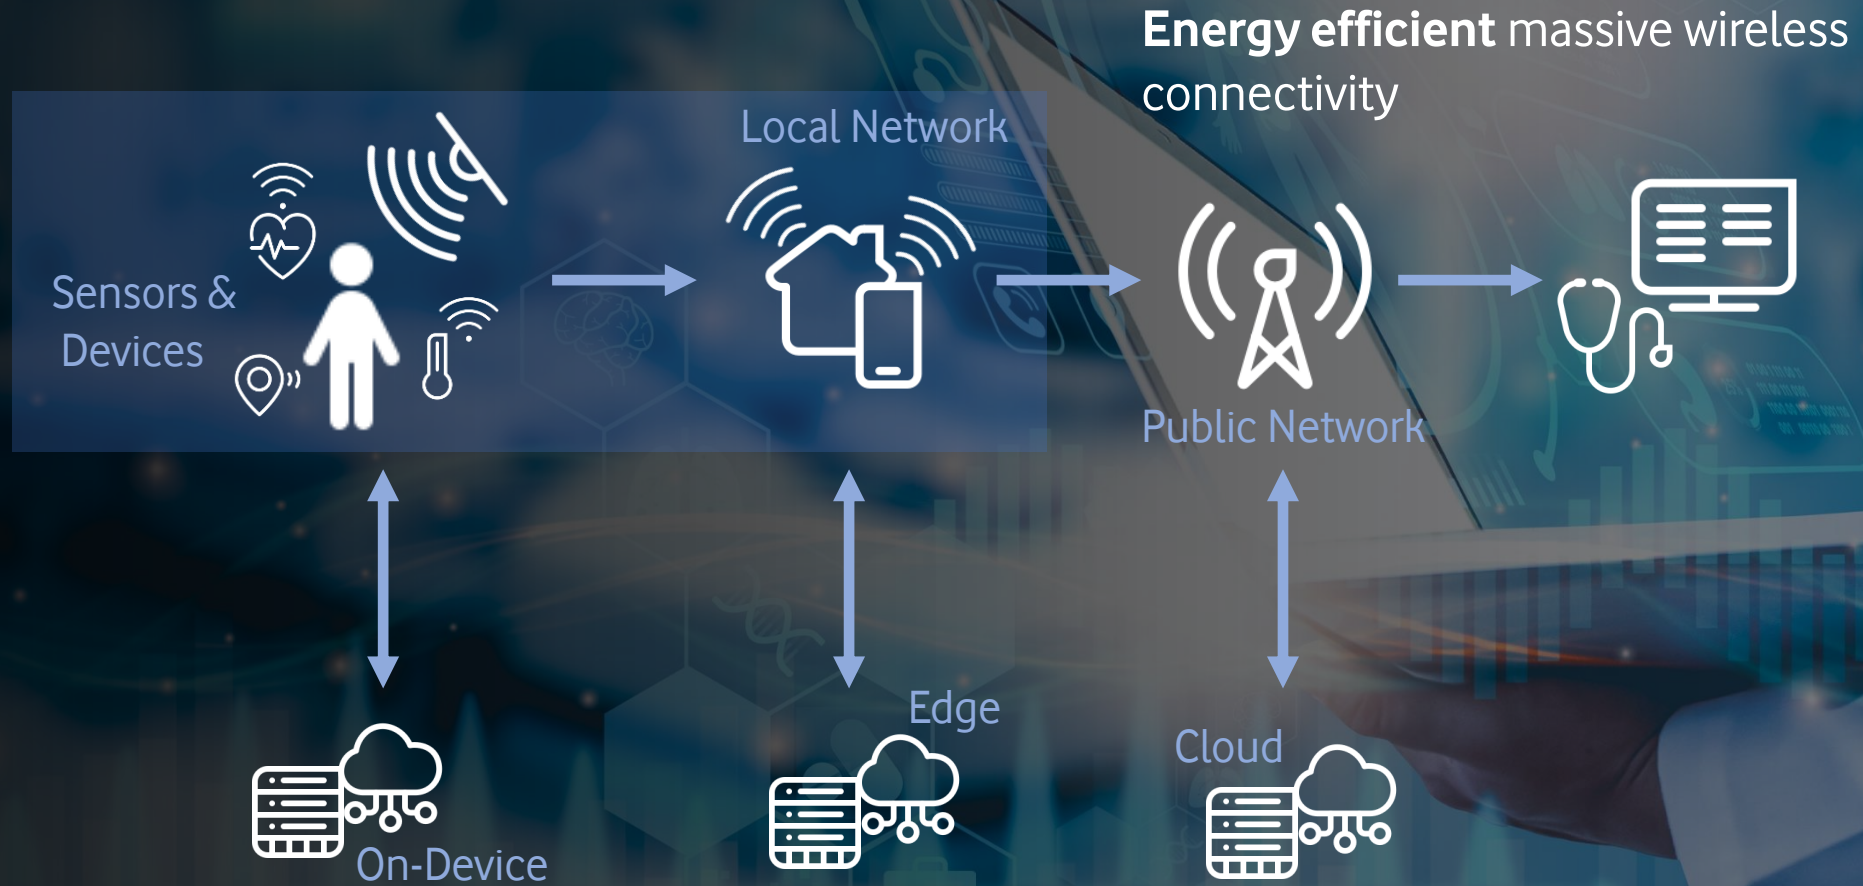 Energy efficient massive wireless
connectivity
Local Network
Sensors &
Devices
Public Network
Edge
Cloud
On-Device